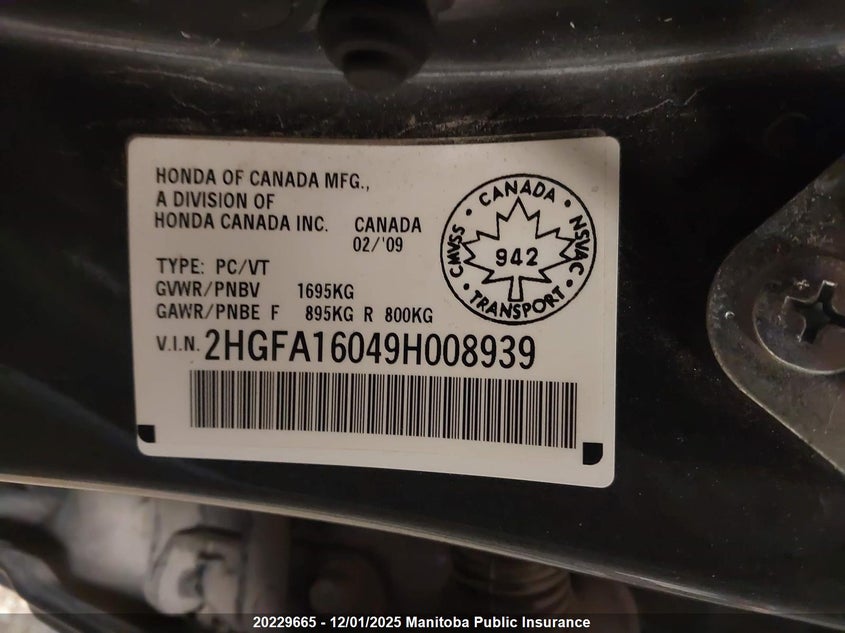 HONDA OF CANADA MFG.,
A DIVISION OF
HONDA CANADA INC. CANADA
02/'09
TYPE: PC/VT
GVWR/PNBV 1695KG
GAWR/PNBE F 895KG R 800KG
V.I.N. 2HGFA16049H008939
CANADA
CMVSS
942
NSVAC
TRANSPORT
20229665 - 12/01/2025 Manitoba Public Insurance